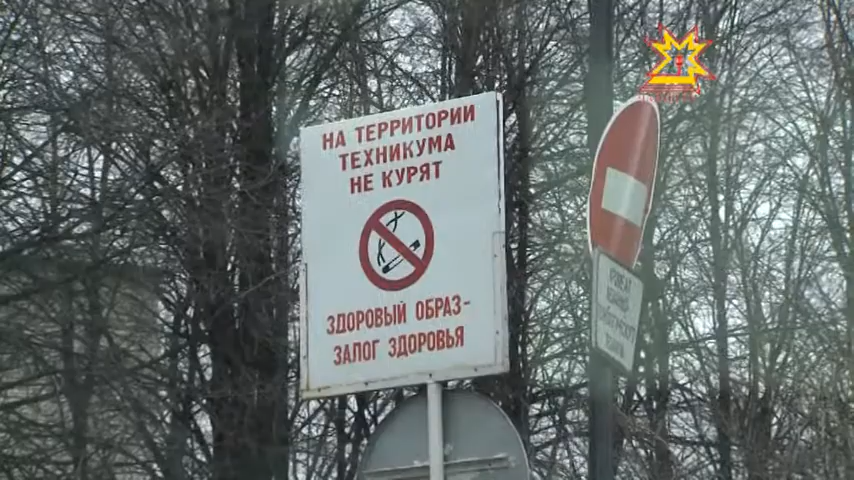 НА ТЕРРИТОРИИ
ТЕХНИКУМА
НЕ КУРЯТ
ЗДОРОВЫЙ ОБРАЗ-
ЗАЛОГ ЗДОРОВЬЯ